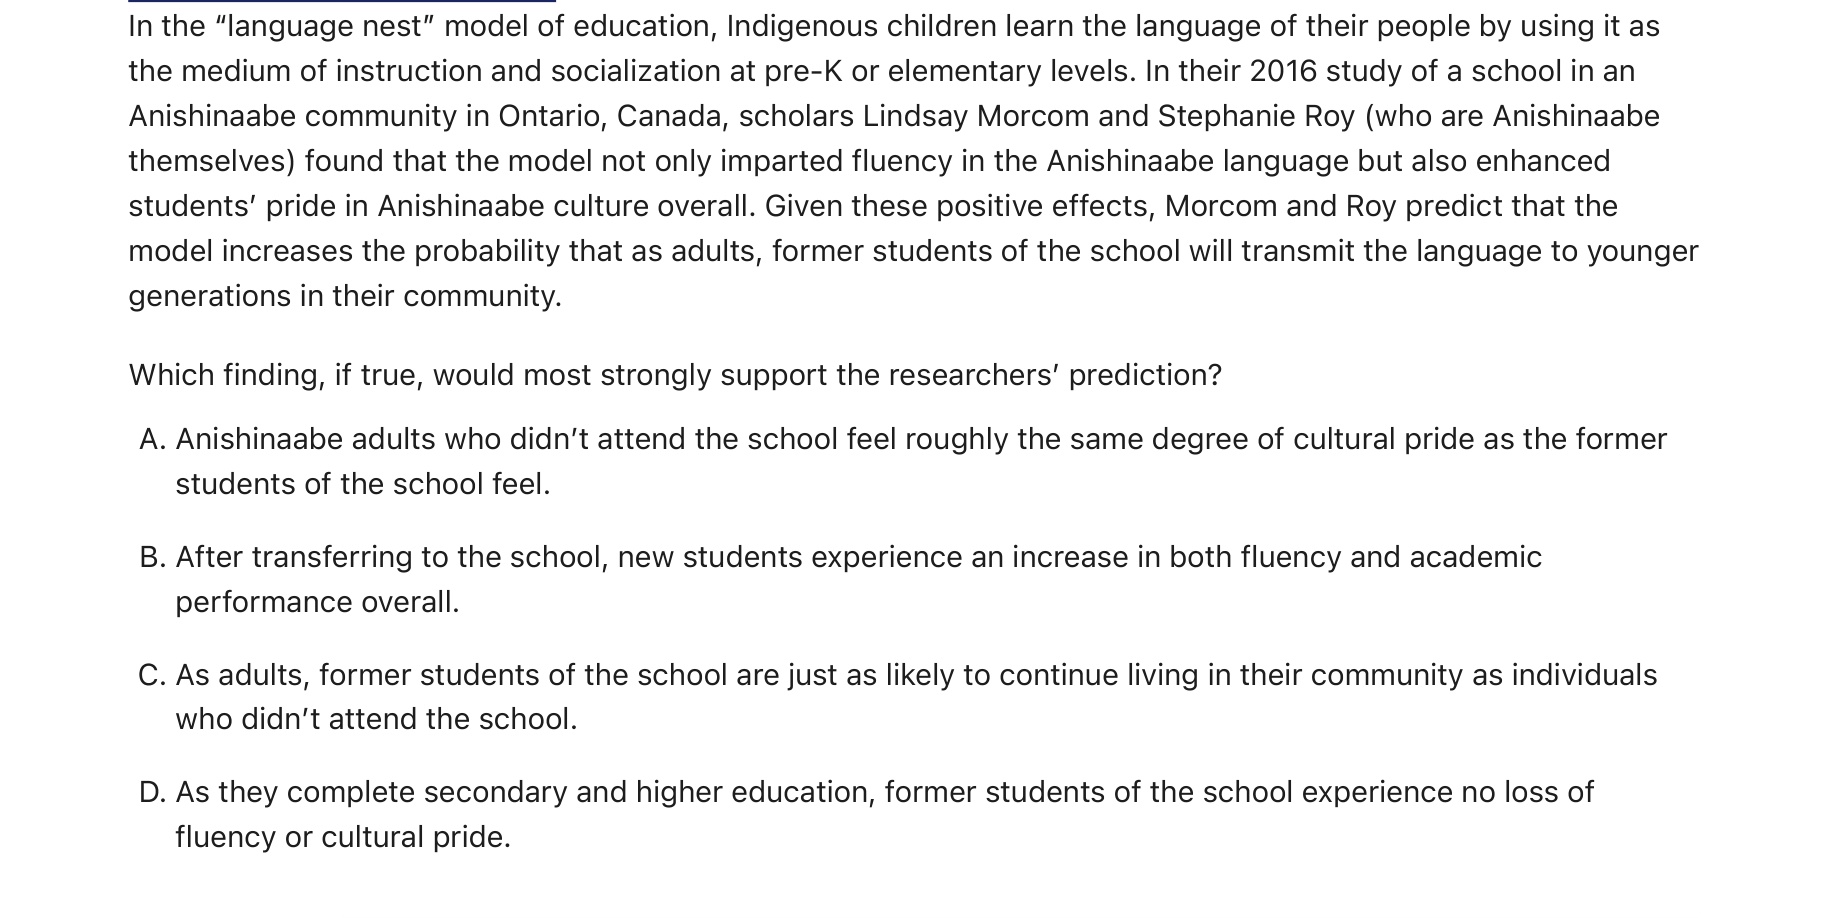 In the “language nest” model of education, Indigenous children learn the language of their people by using it as
the medium of instruction and socialization at pre-K or elementary levels. In their 2016 study of a school in an
Anishinaabe community in Ontario, Canada, scholars Lindsay Morcom and Stephanie Roy (who are Anishinaabe
themselves) found that the model not only imparted fluency in the Anishinaabe language but also enhanced
students’ pride in Anishinaabe culture overall. Given these positive effects, Morcom and Roy predict that the
model increases the probability that as adults, former students of the school will transmit the language to younger
generations in their community.
Which finding, if true, would most strongly support the researchers’ prediction?
A. Anishinaabe adults who didn’t attend the school feel roughly the same degree of cultural pride as the former
students of the school feel.
B. After transferring to the school, new students experience an increase in both fluency and academic
performance overall.
C. As adults, former students of the school are just as likely to continue living in their community as individuals
who didn’t attend the school.
D. As they complete secondary and higher education, former students of the school experience no loss of
fluency or cultural pride.